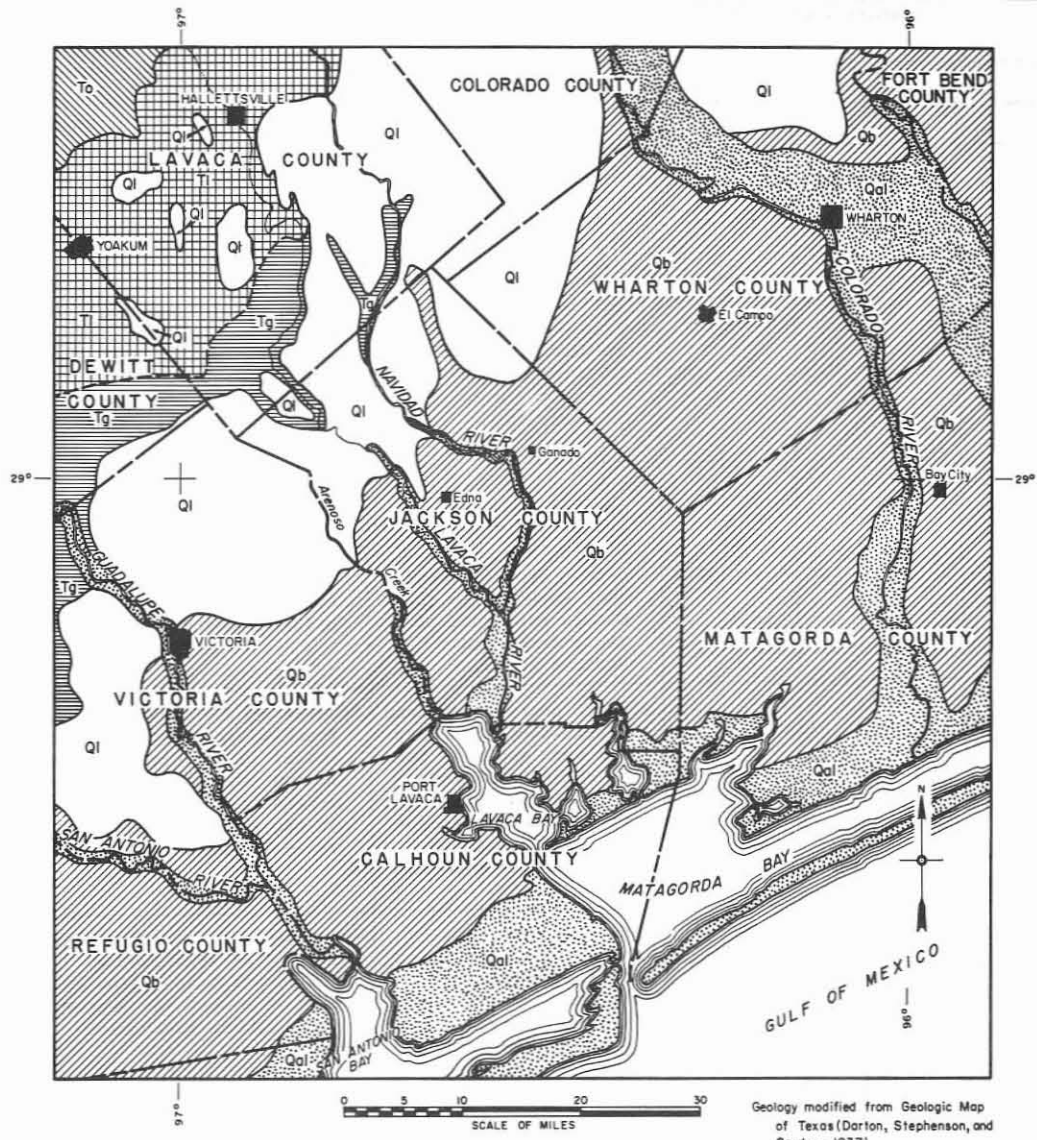 97°
96°
COLORADO COUNTY
FORT BEND
COUNTY
To
HALLETTSVILLE
Ql
Ql
Ql
Qb
LAVACA COUNTY
Tl
Ql
Ql
Ql
Qal
WHARTON
YOAKUM
Qb
Ql
WHARTON COUNTY
COLORADO
RIVER
El Campo
Tg
Tg
Tl
Ql
DEWITT
COUNTY
Tg
Ql
Ql
NAVIDAD
RIVER
Ganado
Qb
29°
29°
Bay City
Ql
Arenoso
Creek
Edna
JACKSON COUNTY
LAVACA
RIVER
Qb
GUADALUPE
RIVER
Tg
VICTORIA
MATAGORDA COUNTY
Qb
VICTORIA COUNTY
Ql
Qal
PORT
LAVACA
LAVACA BAY
N
SAN ANTONIO
RIVER
CALHOUN COUNTY
MATAGORDA BAY
REFUGIO COUNTY
Qb
Qal
GULF OF MEXICO
Qal
SAN ANTONIO
BAY
97°
96°
0 5 10 20 30
SCALE OF MILES
Geology modified from Geologic Map
of Texas (Darton, Stephenson, and